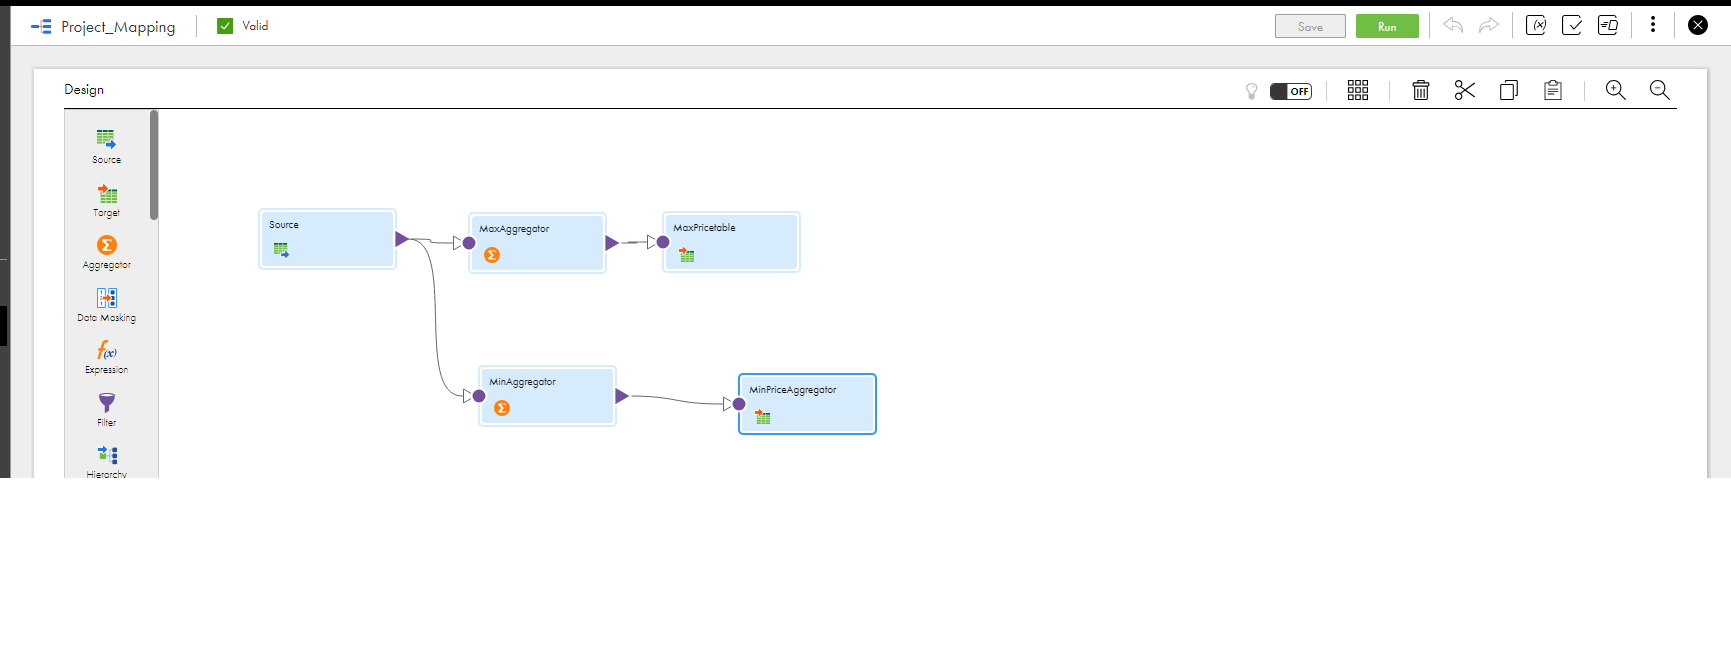 Project_Mapping
Valid
Save
Run
Design
OFF
Source
Target
Aggregator
Data Masking
Expression
Filter
Hierarchy
Source
MaxAggregator
MaxPricetable
MinAggregator
MinPriceAggregator